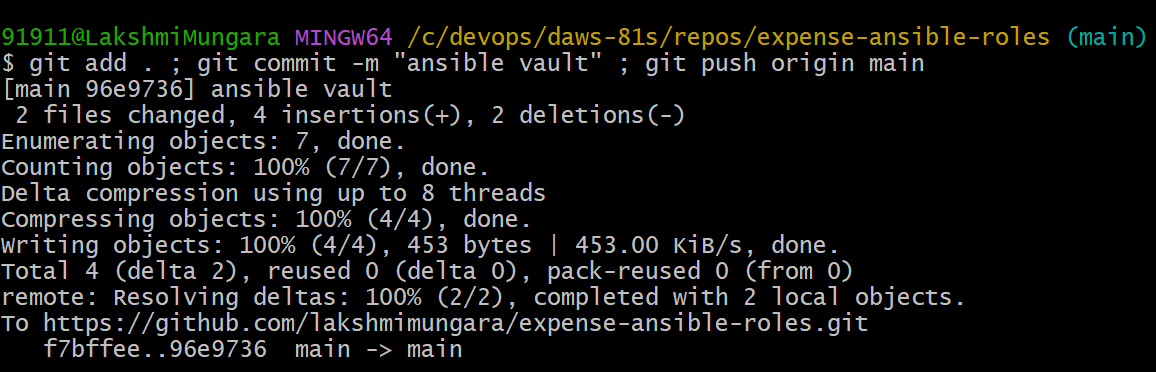 91911@LakshmiMungara MINGW64 /c/devops/daws-81s/repos/expense-ansible-roles (main)
$ git add . ; git commit -m "ansible vault" ; git push origin main
[main 96e9736] ansible vault
 2 files changed, 4 insertions(+), 2 deletions(-)
Enumerating objects: 7, done.
Counting objects: 100% (7/7), done.
Delta compression using up to 8 threads
Compressing objects: 100% (4/4), done.
Writing objects: 100% (4/4), 453 bytes | 453.00 KiB/s, done.
Total 4 (delta 2), reused 0 (delta 0), pack-reused 0 (from 0)
remote: Resolving deltas: 100% (2/2), completed with 2 local objects.
To https://github.com/lakshmimungara/expense-ansible-roles.git
   f7bffee..96e9736  main -> main